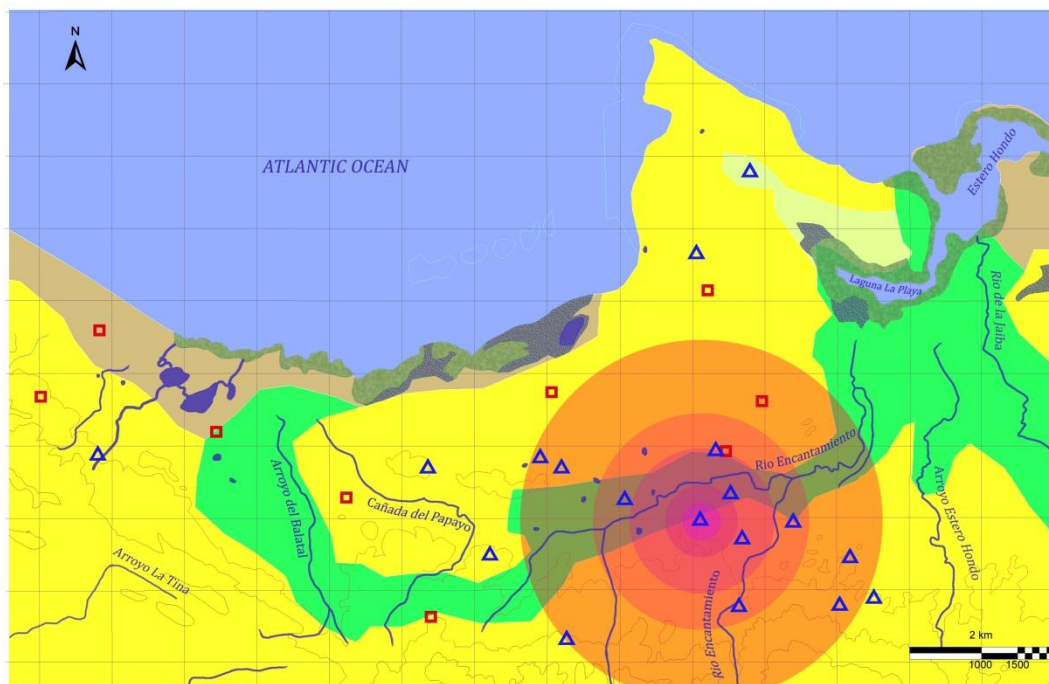 N
ATLANTIC OCEAN
Estero Hondo
Laguna La Playa
Rio de la Jaiba
Rio Encantamiento
Arroyo del Balatal
Cañada del Papayo
Arroyo Estero Hondo
Arroyo La Tina
Rio Encantamiento
2 km
1000 1500